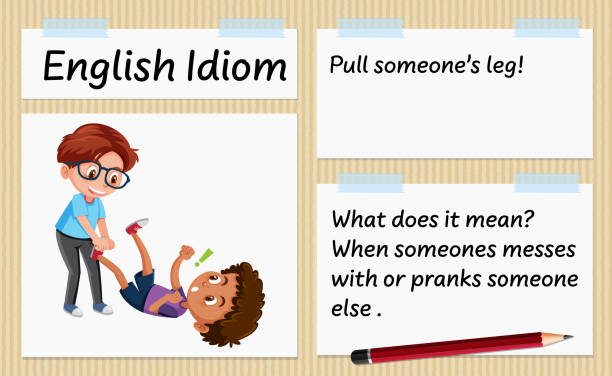 English Idiom
Pull someone's leg!
What does it mean?
When someones messes
with or pranks someone
else .